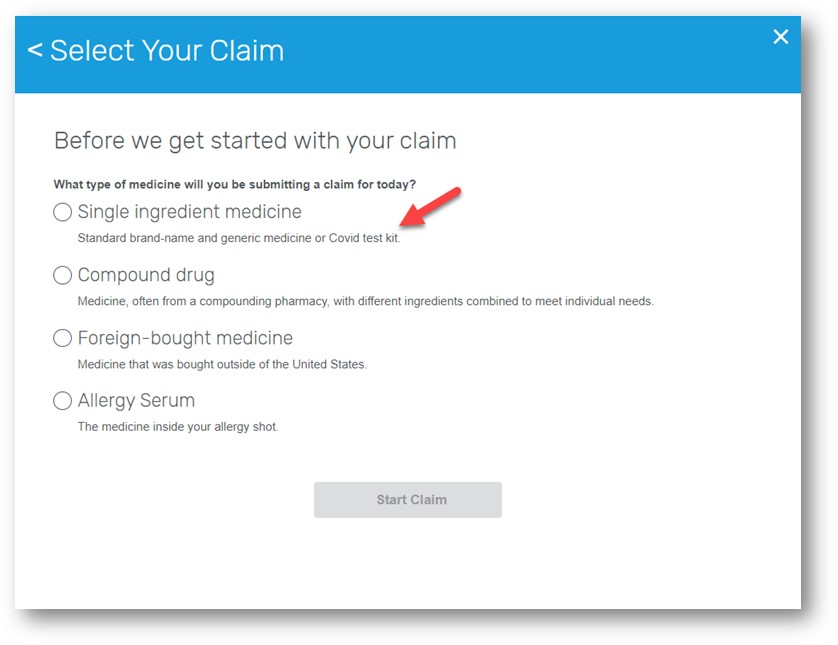 < Select Your Claim
×
Before we get started with your claim
What type of medicine will you be submitting a claim for today?
Single ingredient medicine
Standard brand-name and generic medicine or Covid test kit.
Compound drug
Medicine, often from a compounding pharmacy, with different ingredients combined to meet individual needs.
Foreign-bought medicine
Medicine that was bought outside of the United States.
Allergy Serum
The medicine inside your allergy shot.
Start Claim